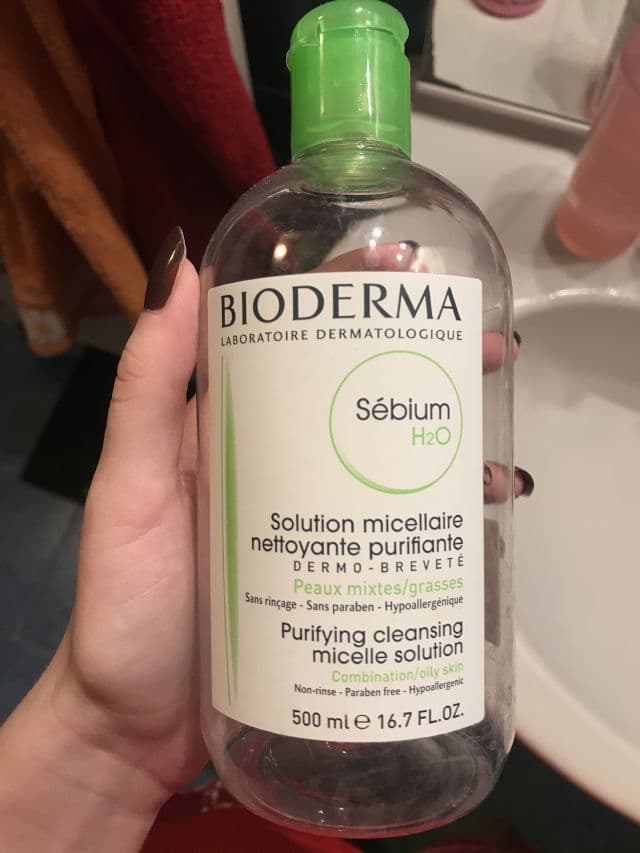 BIODERMA
LABORATOIRE DERMATOLOGIQUE
Sébium
H2O
Solution micellaire
nettoyante purifiante
DERMO-BREVETÉ
Peaux mixtes/grasses
Sans rinçage - Sans paraben - Hypoallergénique
Purifying cleansing
micelle solution
Combination/oily skin
Non-rinse - Paraben free - Hypoallergenic
500 ml e 16.7 FL.OZ.